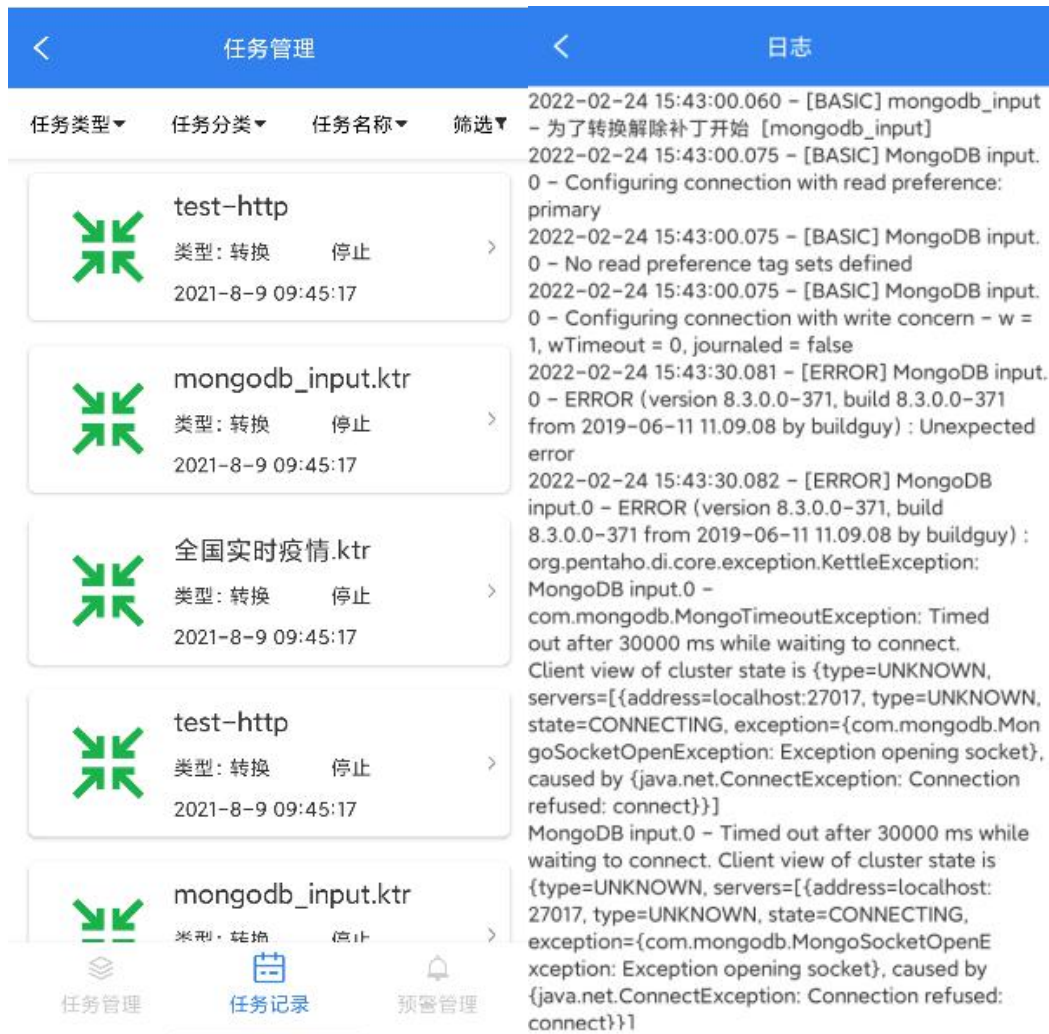 任务管理
任务类型 任务分类 任务名称 筛选
test-http
类型: 转换 停止
2021-8-9 09:45:17
mongodb_input.ktr
类型: 转换 停止
2021-8-9 09:45:17
全国实时疫情.ktr
类型: 转换 停止
2021-8-9 09:45:17
test-http
类型: 转换 停止
2021-8-9 09:45:17
mongodb_input.ktr
类型: 转换 停止
任务管理 任务记录 预警管理
日志
2022-02-24 15:43:00.060 - [BASIC] mongodb_input
- 为了转换解除补丁开始 [mongodb_input]
2022-02-24 15:43:00.075 - [BASIC] MongoDB input.
0 - Configuring connection with read preference:
primary
2022-02-24 15:43:00.075 - [BASIC] MongoDB input.
0 - No read preference tag sets defined
2022-02-24 15:43:00.075 - [BASIC] MongoDB input.
0 - Configuring connection with write concern - w =
1, wTimeout = 0, journaled = false
2022-02-24 15:43:30.081 - [ERROR] MongoDB input.
0 - ERROR (version 8.3.0.0-371, build 8.3.0.0-371
from 2019-06-11 11.09.08 by buildguy) : Unexpected
error
2022-02-24 15:43:30.082 - [ERROR] MongoDB
input.0 - ERROR (version 8.3.0.0-371, build
8.3.0.0-371 from 2019-06-11 11.09.08 by buildguy) :
org.pentaho.di.core.exception.KettleException:
MongoDB input.0 -
com.mongodb.MongoTimeoutException: Timed
out after 30000 ms while waiting to connect.
Client view of cluster state is {type=UNKNOWN,
servers=[{address=localhost:27017, type=UNKNOWN,
state=CONNECTING, exception={com.mongodb.Mon
goSocketOpenException: Exception opening socket},
caused by {java.net.ConnectException: Connection
refused: connect}}]
MongoDB input.0 - Timed out after 30000 ms while
waiting to connect. Client view of cluster state is
{type=UNKNOWN, servers=[{address=localhost:
27017, type=UNKNOWN, state=CONNECTING,
exception={com.mongodb.MongoSocketOpenE
xception: Exception opening socket}, caused by
{java.net.ConnectException: Connection refused:
connect}}]